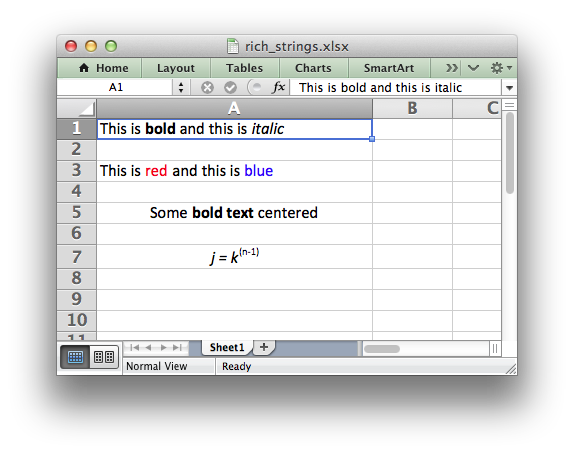 rich_strings.xlsx
Home Layout Tables Charts SmartArt
A1 fx This is bold and this is italic
A B C
1 This is bold and this is italic
2
3 This is red and this is blue
4
5 Some bold text centered
6
7 j = k(n-1)
8
9
10
11
Sheet1 +
Normal View Ready